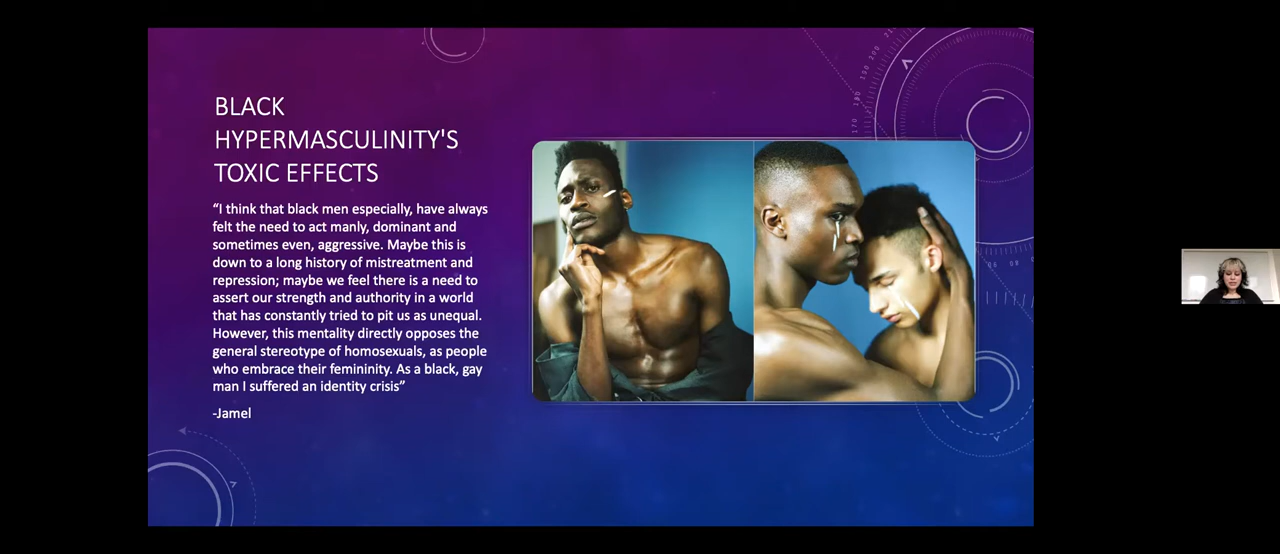 BLACK
HYPERMASCULINITY'S
TOXIC EFFECTS
“I think that black men especially, have always
felt the need to act manly, dominant and
sometimes even, aggressive. Maybe this is
down to a long history of mistreatment and
repression; maybe we feel there is a need to
assert our strength and authority in a world
that has constantly tried to pit us as unequal.
However, this mentality directly opposes the
general stereotype of homosexuals, as people
who embrace their femininity. As a black, gay
man I suffered an identity crisis”
-Jamel